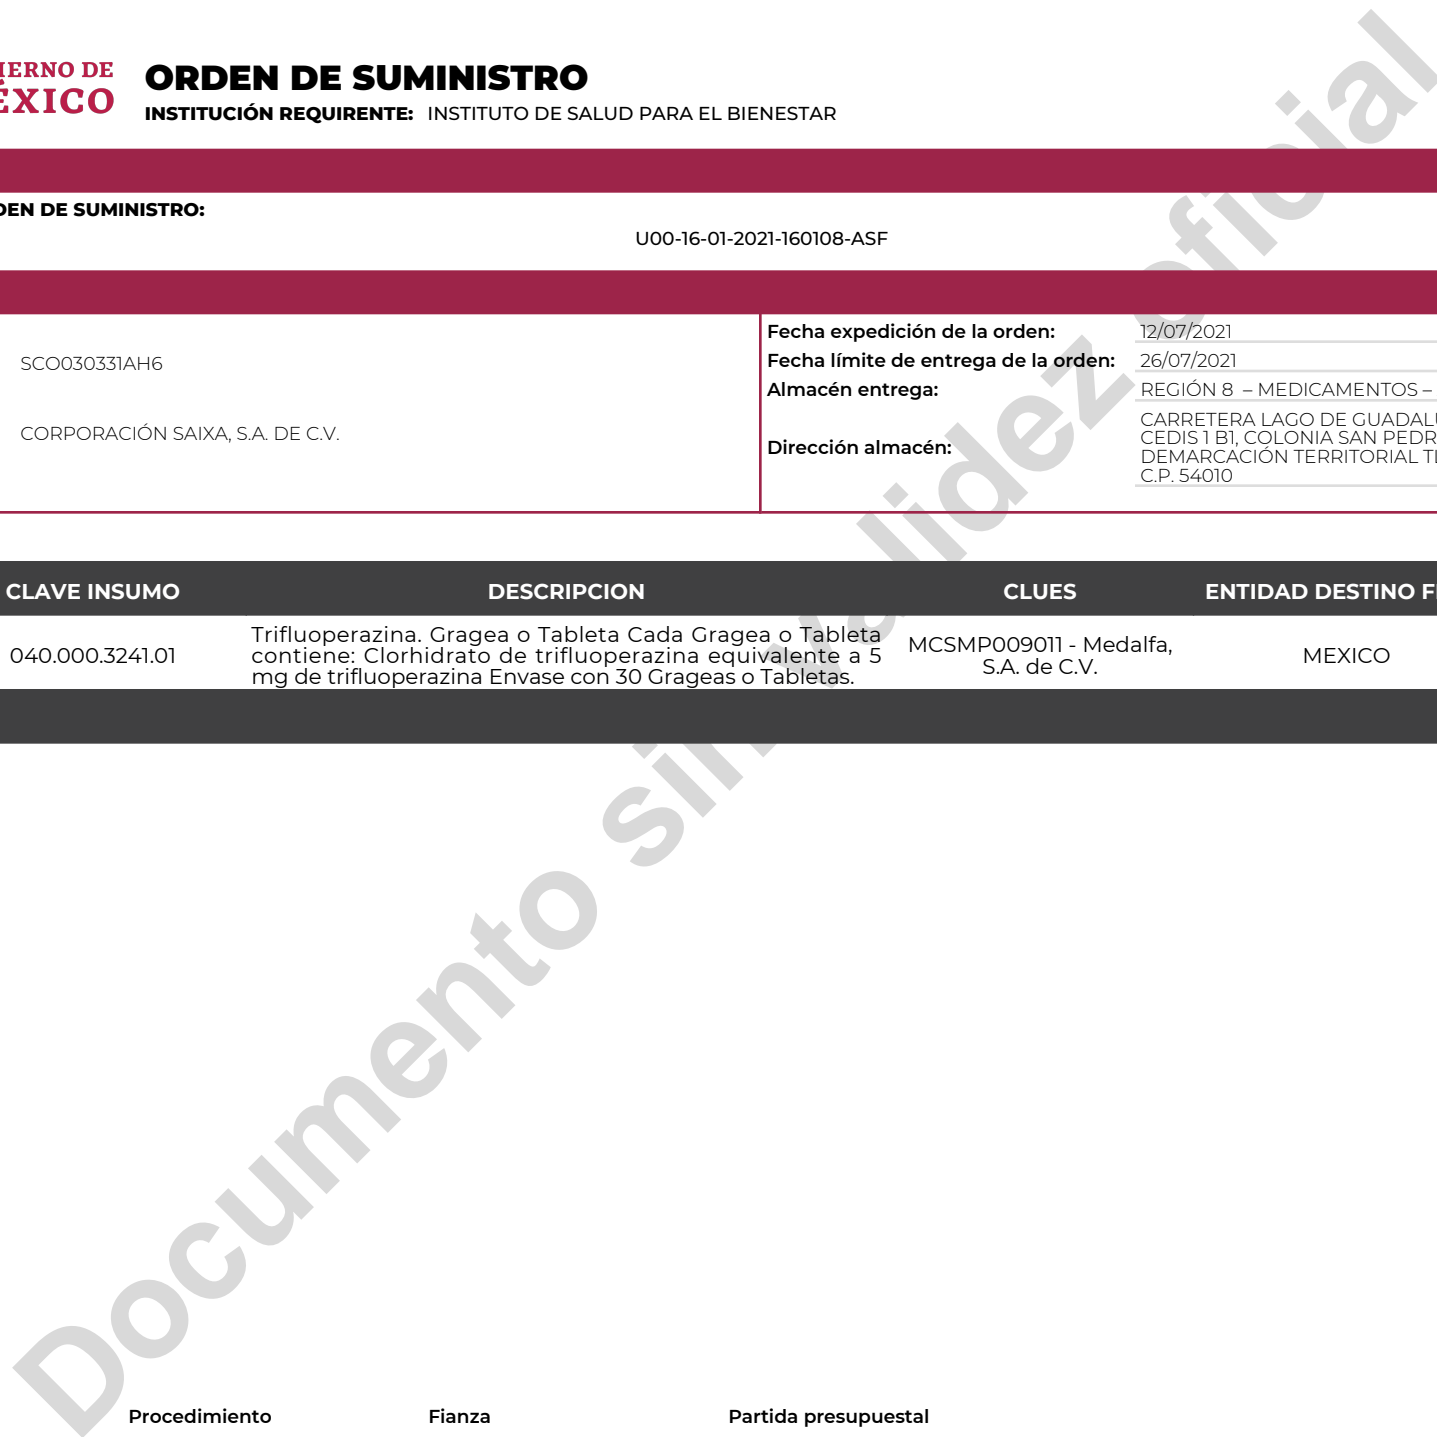 IERNO DE
ÉXICO
ORDEN DE SUMINISTRO
INSTITUCIÓN REQUIRENTE: INSTITUTO DE SALUD PARA EL BIENESTAR
DEN DE SUMINISTRO:
U00-16-01-2021-160108-ASF
SCO030331AH6
CORPORACIÓN SAIXA, S.A. DE C.V.
Fecha expedición de la orden: 12/07/2021
Fecha límite de entrega de la orden: 26/07/2021
Almacén entrega: REGIÓN 8 – MEDICAMENTOS –
Dirección almacén:
CARRETERA LAGO DE GUADALU
CEDIS 1 B1, COLONIA SAN PEDR
DEMARCACIÓN TERRITORIAL TL
C.P. 54010
CLAVE INSUMO DESCRIPCION CLUES ENTIDAD DESTINO FI
040.000.3241.01
Trifluoperazina. Gragea o Tableta Cada Gragea o Tableta
contiene: Clorhidrato de trifluoperazina equivalente a 5
mg de trifluoperazina Envase con 30 Grageas o Tabletas.
MCSMP009011 - Medalfa,
S.A. de C.V.
MEXICO
Documento sin validez oficial
Procedimiento Fianza Partida presupuestal